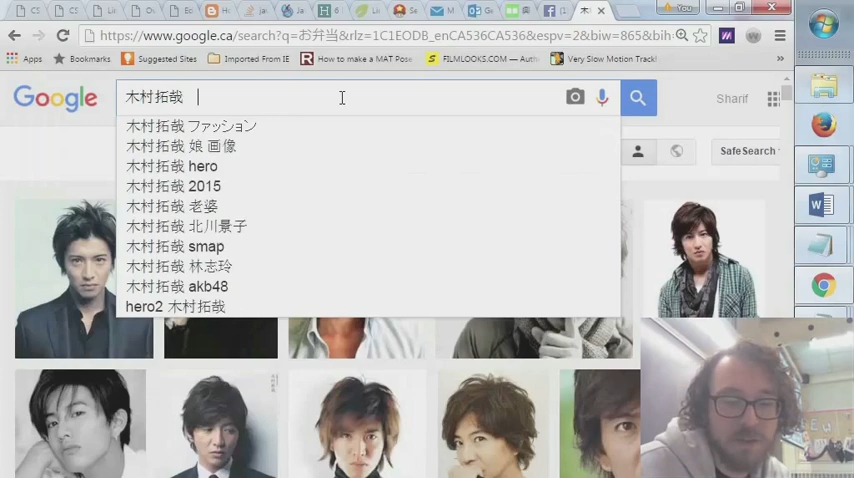 You
https://www.google.ca/search?q=お弁当&rlz=1C1EODB_enCA536CA536&espv=2&biw=865&bih
Apps
Bookmarks
Suggested Sites
Imported From IE
How to make a MAT Pose
FILMLOOKS.COM — Auth
Very Slow Motion Track!
Google
木村拓哉
Sharif
木村拓哉 ファッション
木村拓哉 娘 画像
木村拓哉 hero
木村拓哉 2015
木村拓哉 老婆
木村拓哉 北川景子
木村拓哉 smap
木村拓哉 林志玲
木村拓哉 akb48
hero2 木村拓哉
SafeSearch